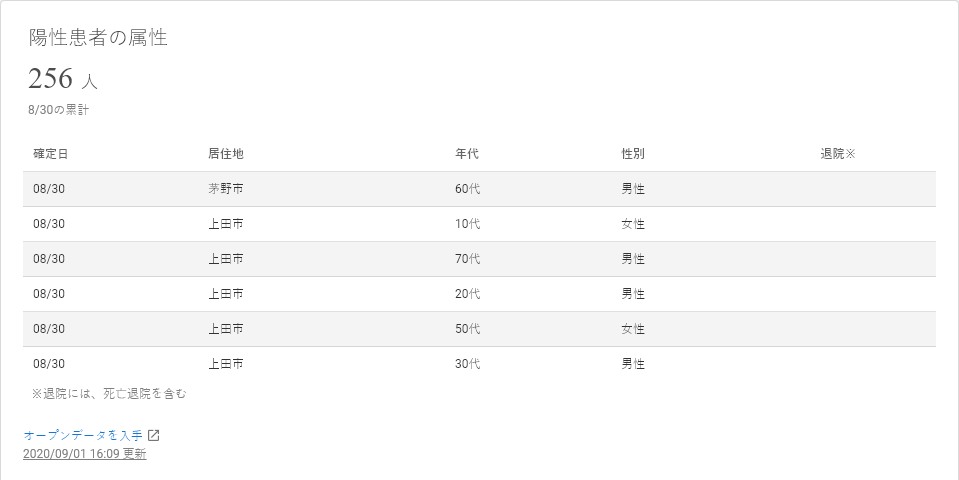 陽性患者の属性
256 人
8/30の累計
確定日 居住地 年代 性別 退院※
08/30 茅野市 60代 男性
08/30 上田市 10代 女性
08/30 上田市 70代 男性
08/30 上田市 20代 男性
08/30 上田市 50代 女性
08/30 上田市 30代 男性
※退院には、死亡退院を含む
オープンデータを入手
2020/09/01 16:09 更新